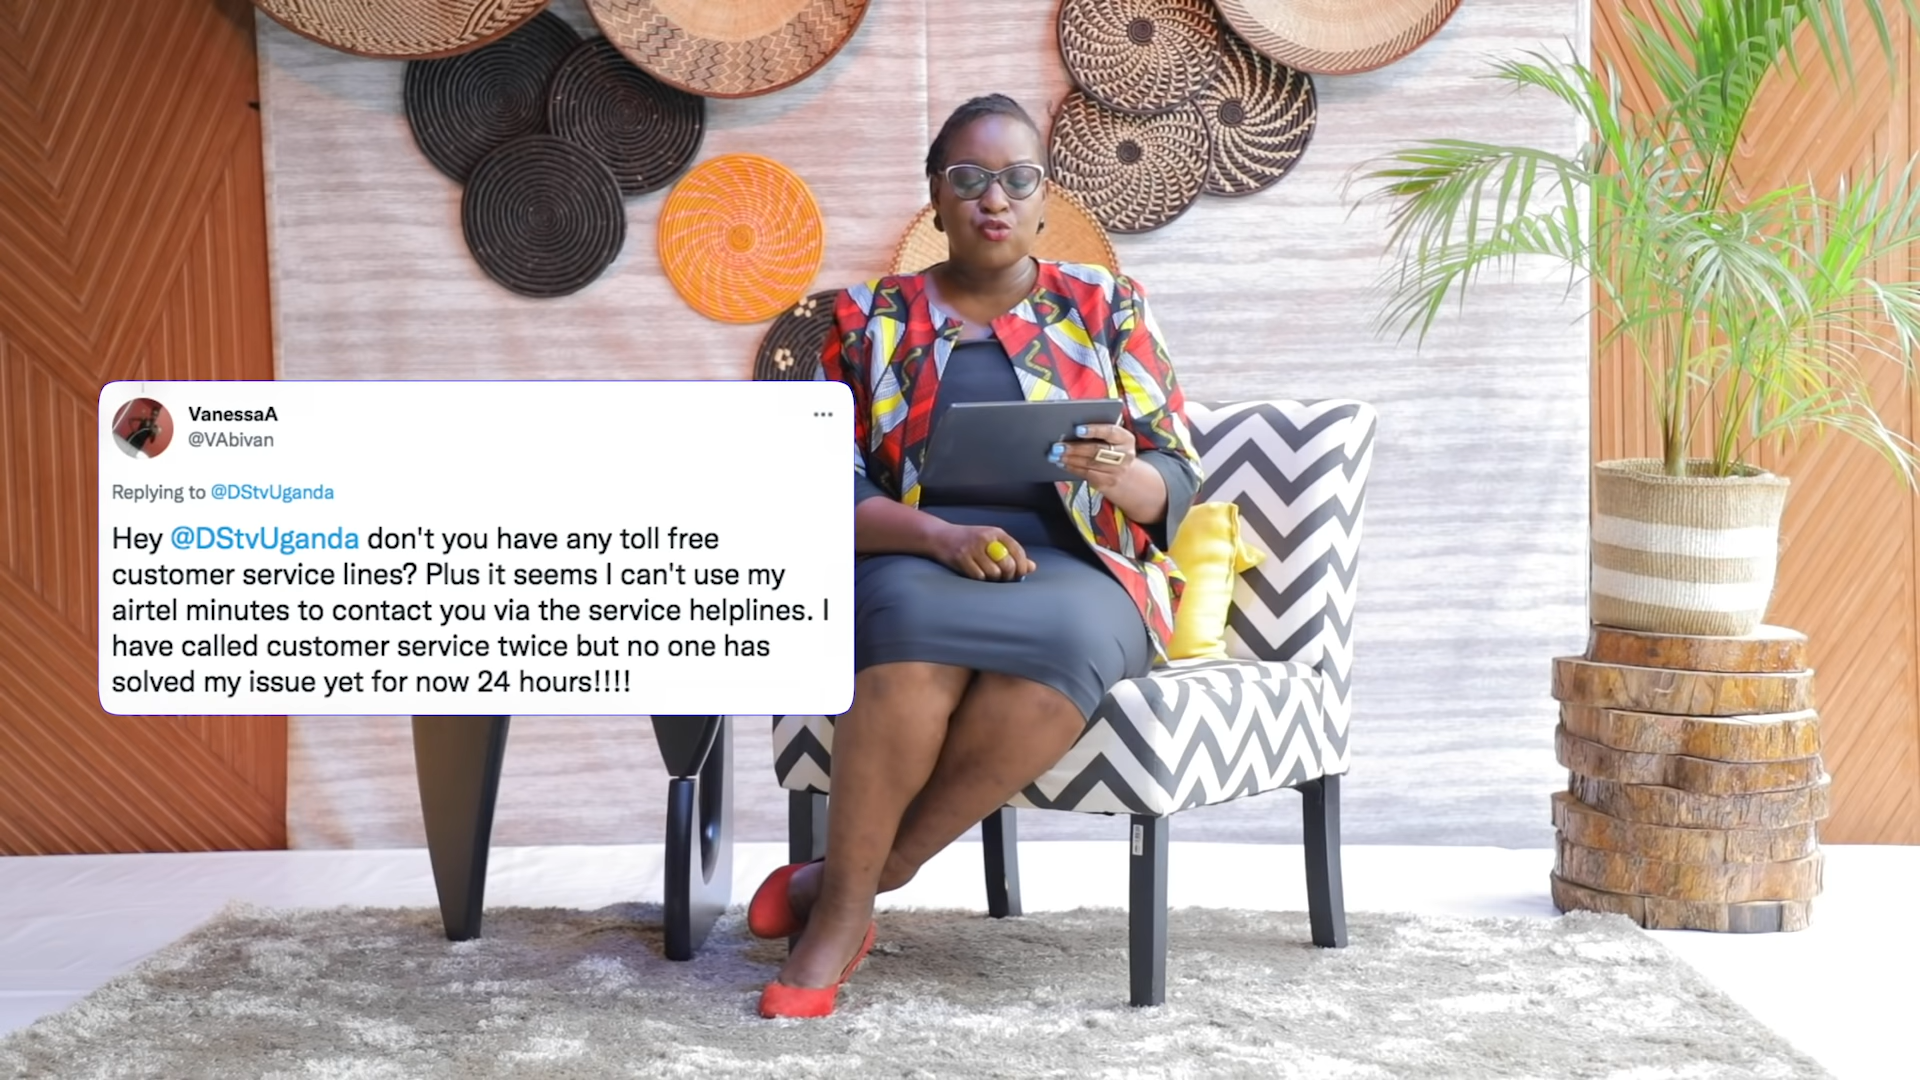 VanessaA
@VAbivan
Replying to @DStvUganda
Hey @DStvUganda don't you have any toll free
customer service lines? Plus it seems I can't use my
airtel minutes to contact you via the service helplines. I
have called customer service twice but no one has
solved my issue yet for now 24 hours!!!!